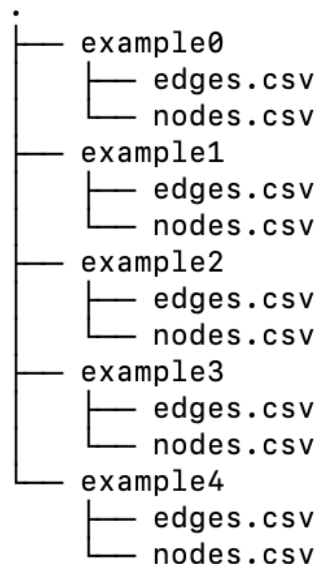 .
├── example0
│   ├── edges.csv
│   └── nodes.csv
├── example1
│   ├── edges.csv
│   └── nodes.csv
├── example2
│   ├── edges.csv
│   └── nodes.csv
├── example3
│   ├── edges.csv
│   └── nodes.csv
└── example4
    ├── edges.csv
    └── nodes.csv